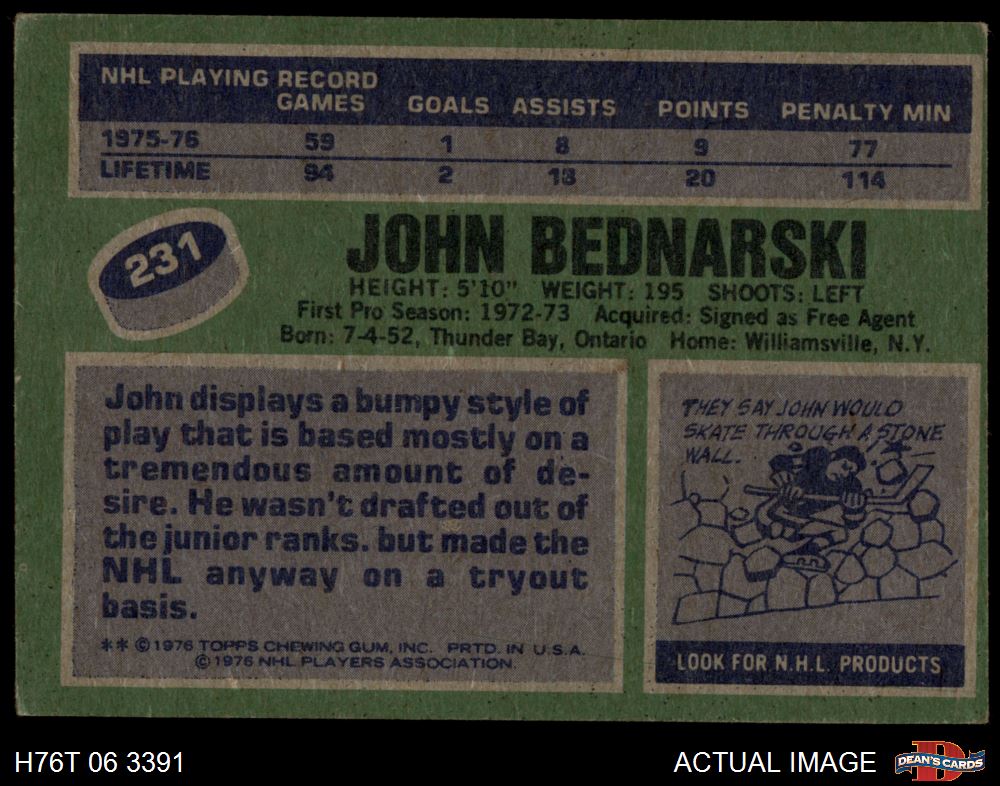 NHL PLAYING RECORD
GAMES GOALS ASSISTS POINTS PENALTY MIN
1975-76 59 1 8 9 77
LIFETIME 94 2 18 20 114
231
JOHN BEDNARSKI
HEIGHT: 5'10" WEIGHT: 195 SHOOTS: LEFT
First Pro Season: 1972-73 Acquired: Signed as Free Agent
Born: 7-4-52, Thunder Bay, Ontario Home: Williamsville, N.Y.
John displays a bumpy style of
play that is based mostly on a
tremendous amount of de-
sire. He wasn't drafted out of
the junior ranks. but made the
NHL anyway on a tryout
basis.
** ©1976 TOPPS CHEWING GUM, INC. PRTD. IN U.S.A.
©1976 NHL PLAYERS ASSOCIATION.
THEY SAY JOHN WOULD
SKATE THROUGH A STONE
WALL.
LOOK FOR N.H.L. PRODUCTS
H76T 06 3391
ACTUAL IMAGE
D
DEAN'S CARDS